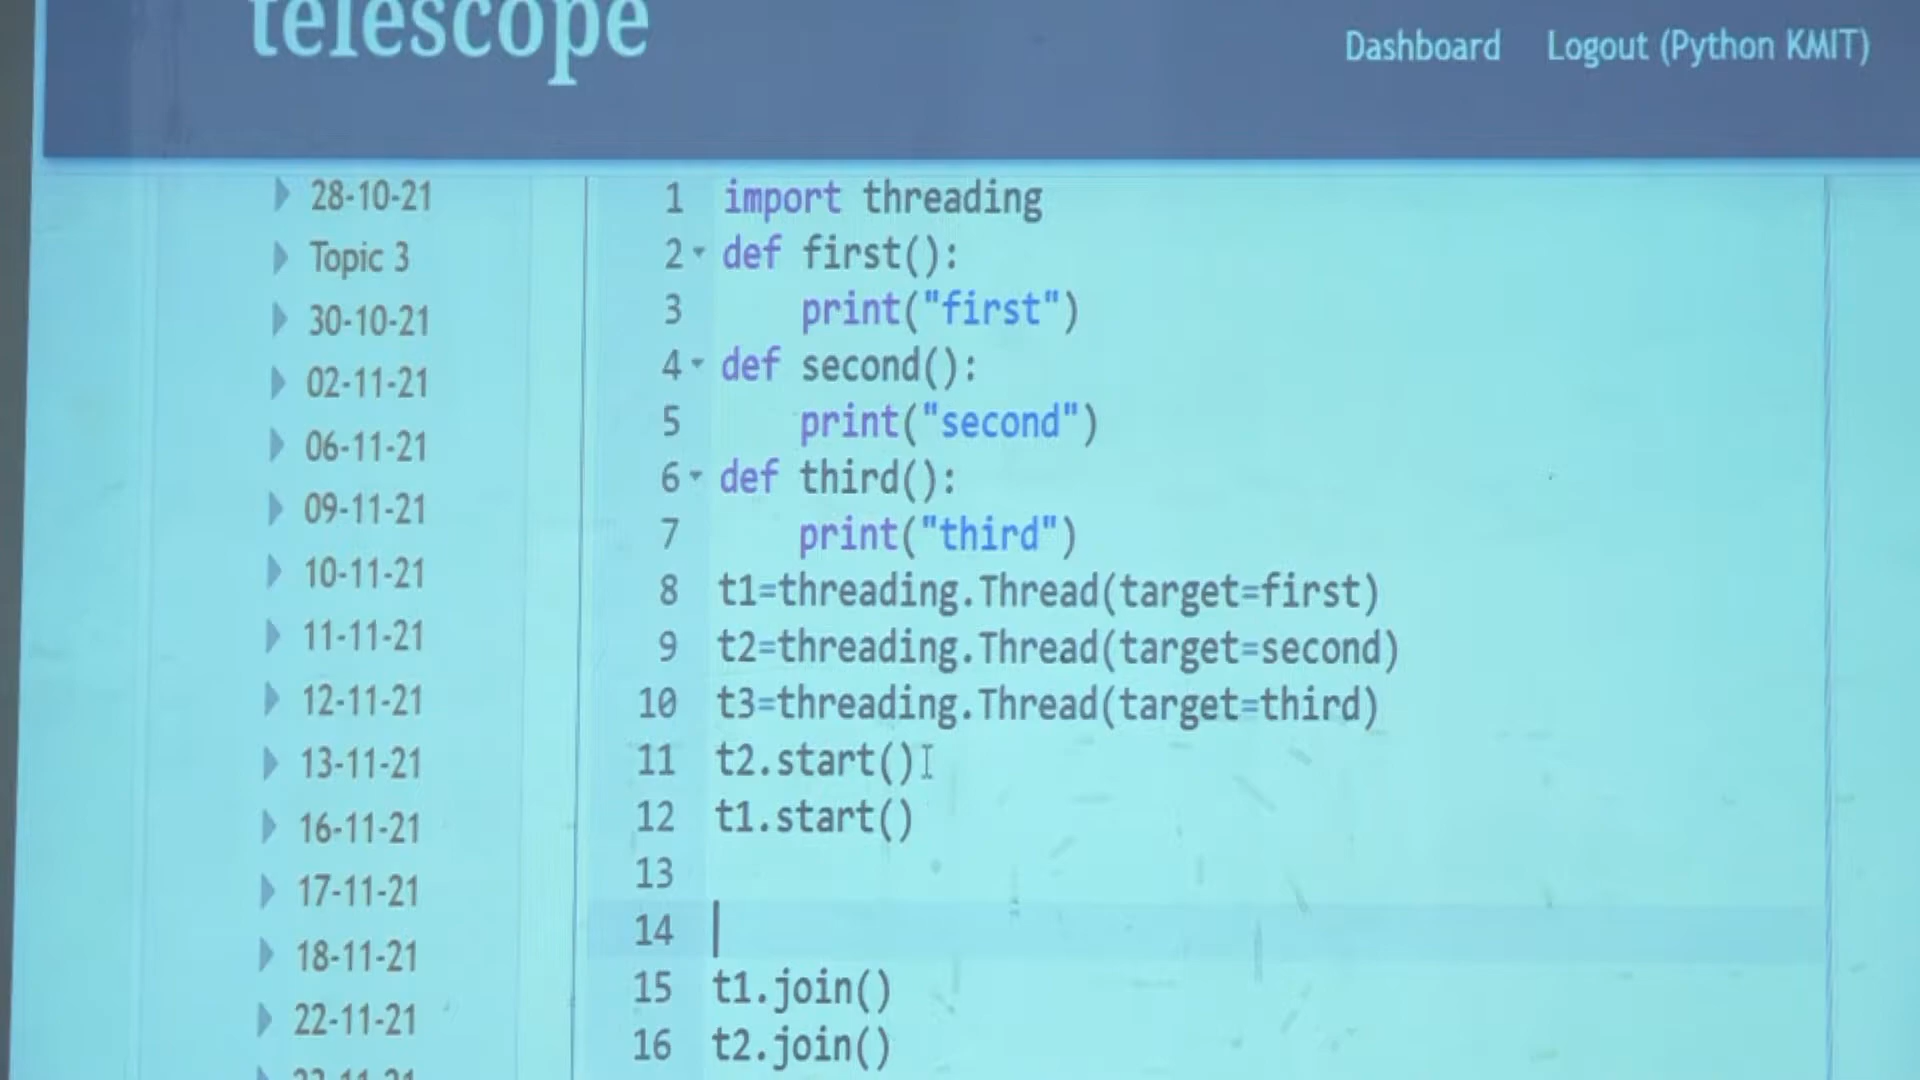 telescope
Dashboard Logout (Python KMIT)
28-10-21
Topic 3
30-10-21
02-11-21
06-11-21
09-11-21
10-11-21
11-11-21
12-11-21
13-11-21
16-11-21
17-11-21
18-11-21
22-11-21
1 import threading
2 def first():
3 print("first")
4 def second():
5 print("second")
6 def third():
7 print("third")
8 t1=threading.Thread(target=first)
9 t2=threading.Thread(target=second)
10 t3=threading.Thread(target=third)
11 t2.start()
12 t1.start()
13
14
15 t1.join()
16 t2.join()